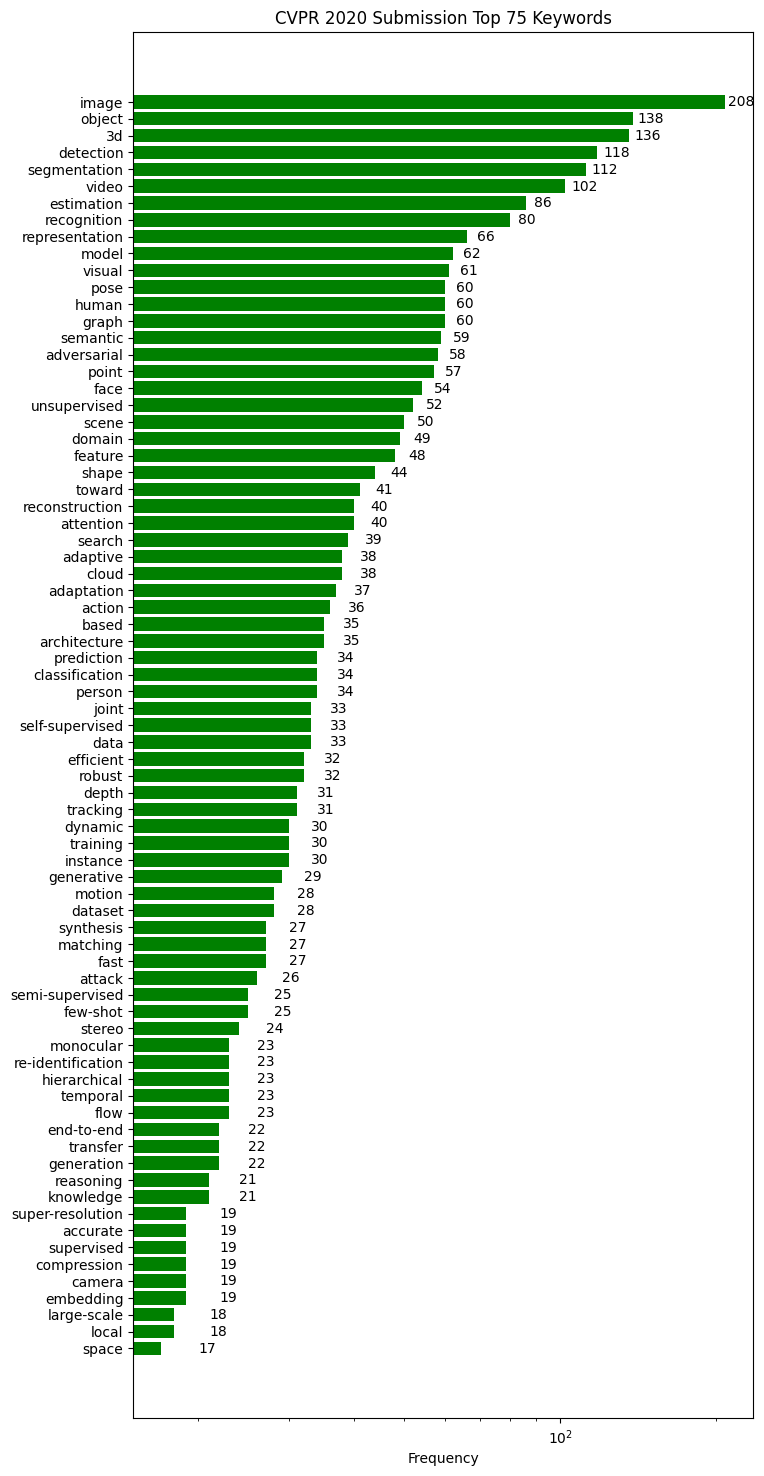 CVPR 2020 Submission Top 75 Keywords
image 208
object 138
3d 136
detection 118
segmentation 112
video 102
estimation 86
recognition 80
representation 66
model 62
visual 61
pose 60
human 60
graph 60
semantic 59
adversarial 58
point 57
face 54
unsupervised 52
scene 50
domain 49
feature 48
shape 44
toward 41
reconstruction 40
attention 40
search 39
adaptive 38
cloud 38
adaptation 37
action 36
based 35
architecture 35
prediction 34
classification 34
person 34
joint 33
self-supervised 33
data 33
efficient 32
robust 32
depth 31
tracking 31
dynamic 30
training 30
instance 30
generative 29
motion 28
dataset 28
synthesis 27
matching 27
fast 27
attack 26
semi-supervised 25
few-shot 25
stereo 24
monocular 23
re-identification 23
hierarchical 23
temporal 23
flow 23
end-to-end 22
transfer 22
generation 22
reasoning 21
knowledge 21
super-resolution 19
accurate 19
supervised 19
compression 19
camera 19
embedding 19
large-scale 18
local 18
space 17
10²
Frequency